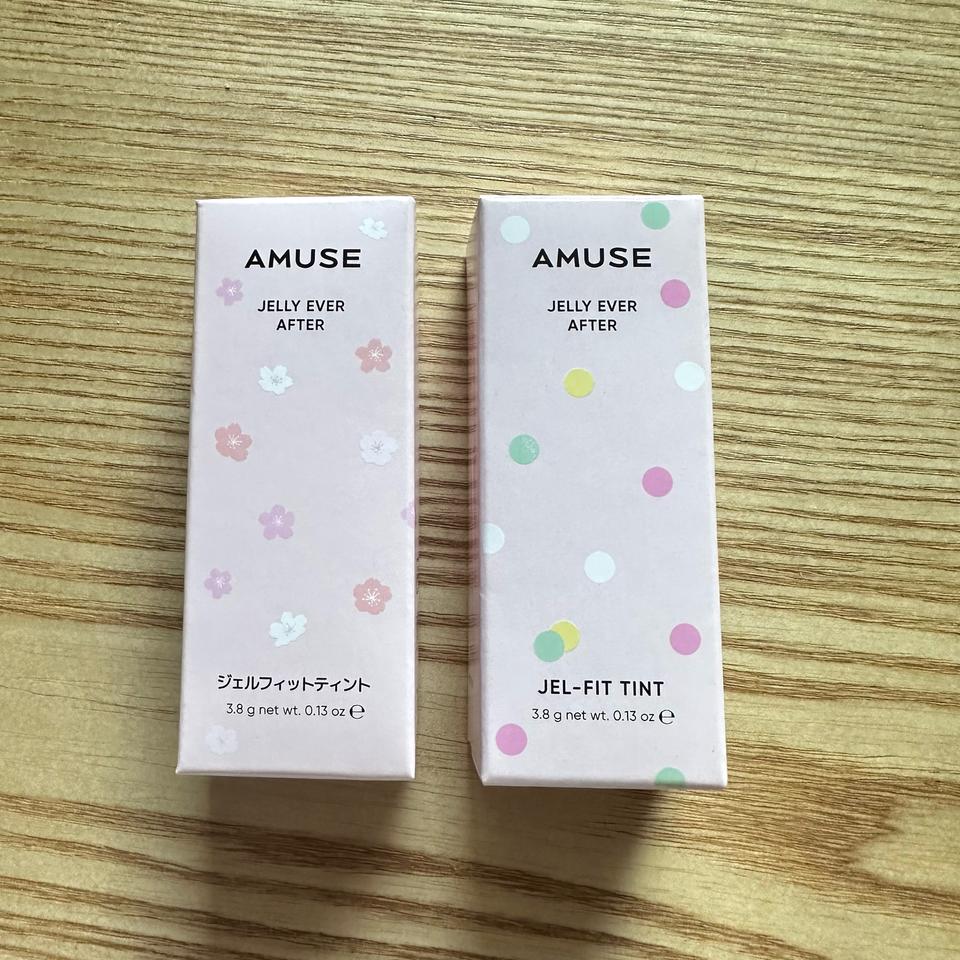 AMUSE
JELLY EVER
AFTER
ジェルフィットティント
3.8 g net wt. 0.13 oz ℮
AMUSE
JELLY EVER
AFTER
JEL-FIT TINT
3.8 g net wt. 0.13 oz ℮